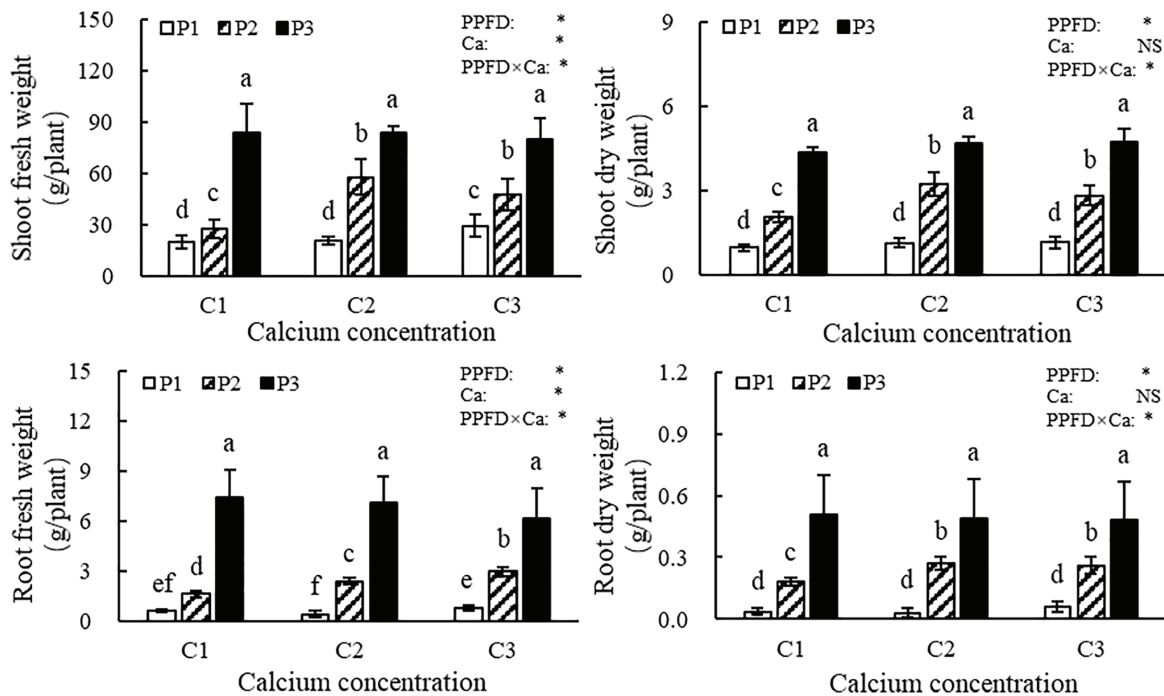 Shoot fresh weight
(g/plant)
150
120
90
60
30
0
P1 P2 P3
PPFD: *
Ca: *
PPFD×Ca: *
d c a
d b a
c b a
C1 C2 C3
Calcium concentration
Shoot dry weight
(g/plant)
9
6
3
0
P1 P2 P3
PPFD: *
Ca: NS
PPFD×Ca: *
d c a
d b a
d b a
C1 C2 C3
Calcium concentration
Root fresh weight
(g/plant)
15
12
9
6
3
0
P1 P2 P3
PPFD: *
Ca: *
PPFD×Ca: *
ef d a
f c a
e b a
C1 C2 C3
Calcium concentration
Root dry weight
(g/plant)
1.2
0.9
0.6
0.3
0.0
P1 P2 P3
PPFD: *
Ca: NS
PPFD×Ca: *
d c a
d b a
d b a
C1 C2 C3
Calcium concentration